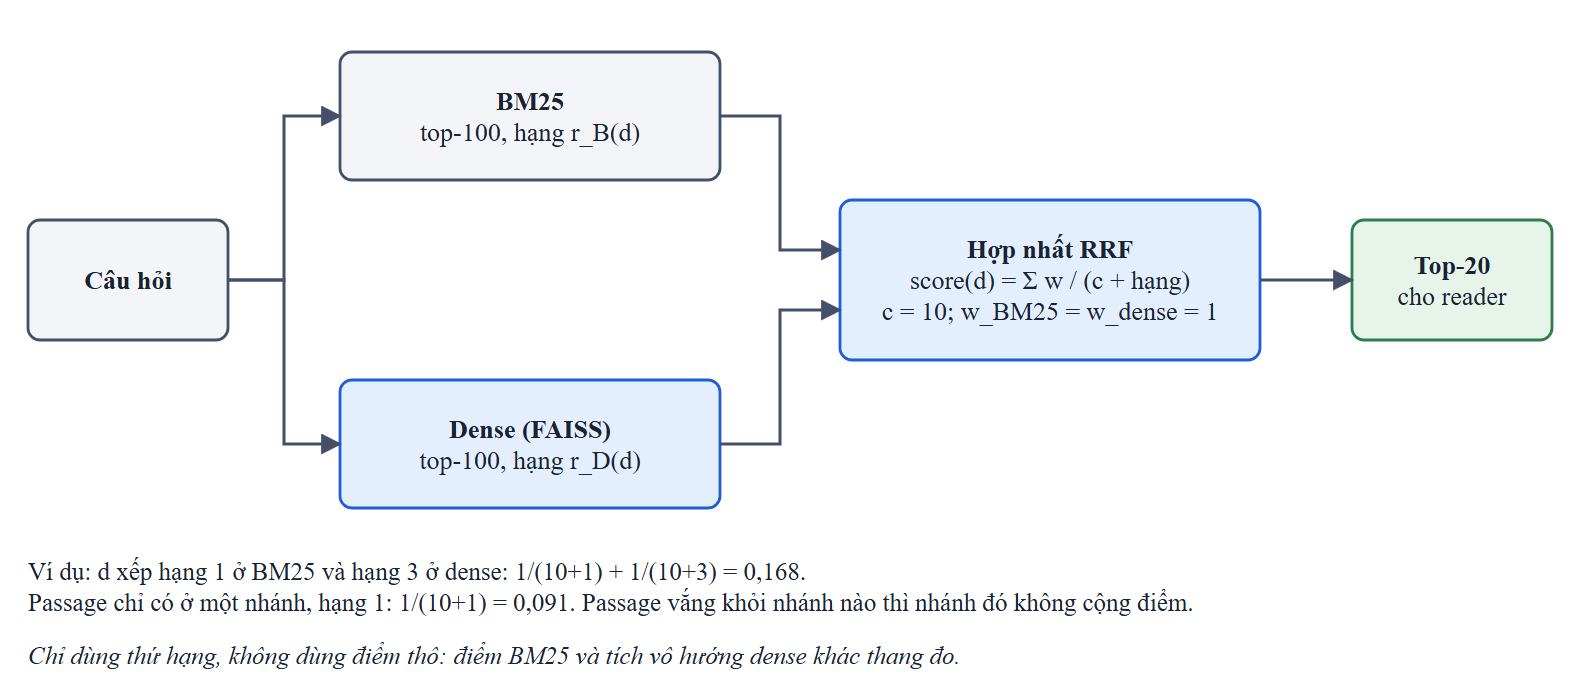 BM25
top-100, hạng r_B(d)
Câu hỏi
Hợp nhất RRF
score(d) = Σ w / (c + hạng)
c = 10; w_BM25 = w_dense = 1
Top-20
cho reader
Dense (FAISS)
top-100, hạng r_D(d)
Ví dụ: d xếp hạng 1 ở BM25 và hạng 3 ở dense: 1/(10+1) + 1/(10+3) = 0,168.
Passage chỉ có ở một nhánh, hạng 1: 1/(10+1) = 0,091. Passage vắng khỏi nhánh nào thì nhánh đó không cộng điểm.
Chỉ dùng thứ hạng, không dùng điểm thô: điểm BM25 và tích vô hướng dense khác thang đo.